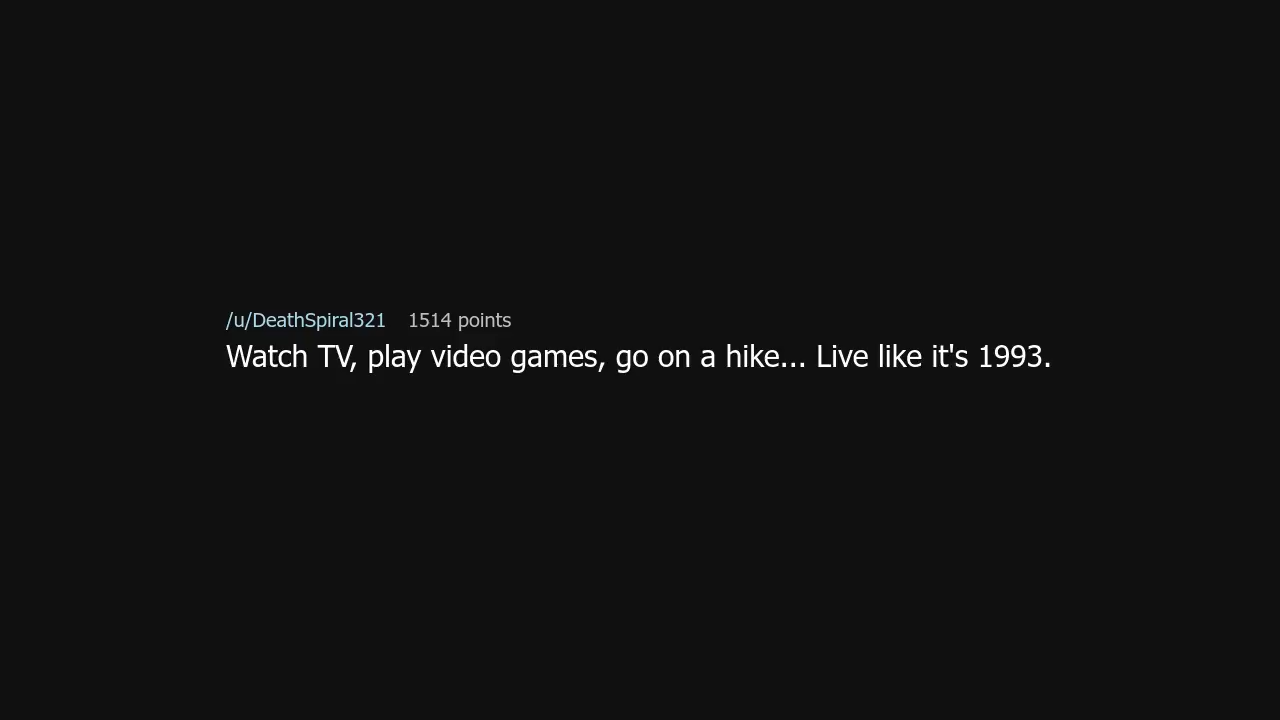 /u/DeathSpiral321 1514 points
Watch TV, play video games, go on a hike... Live like it's 1993.